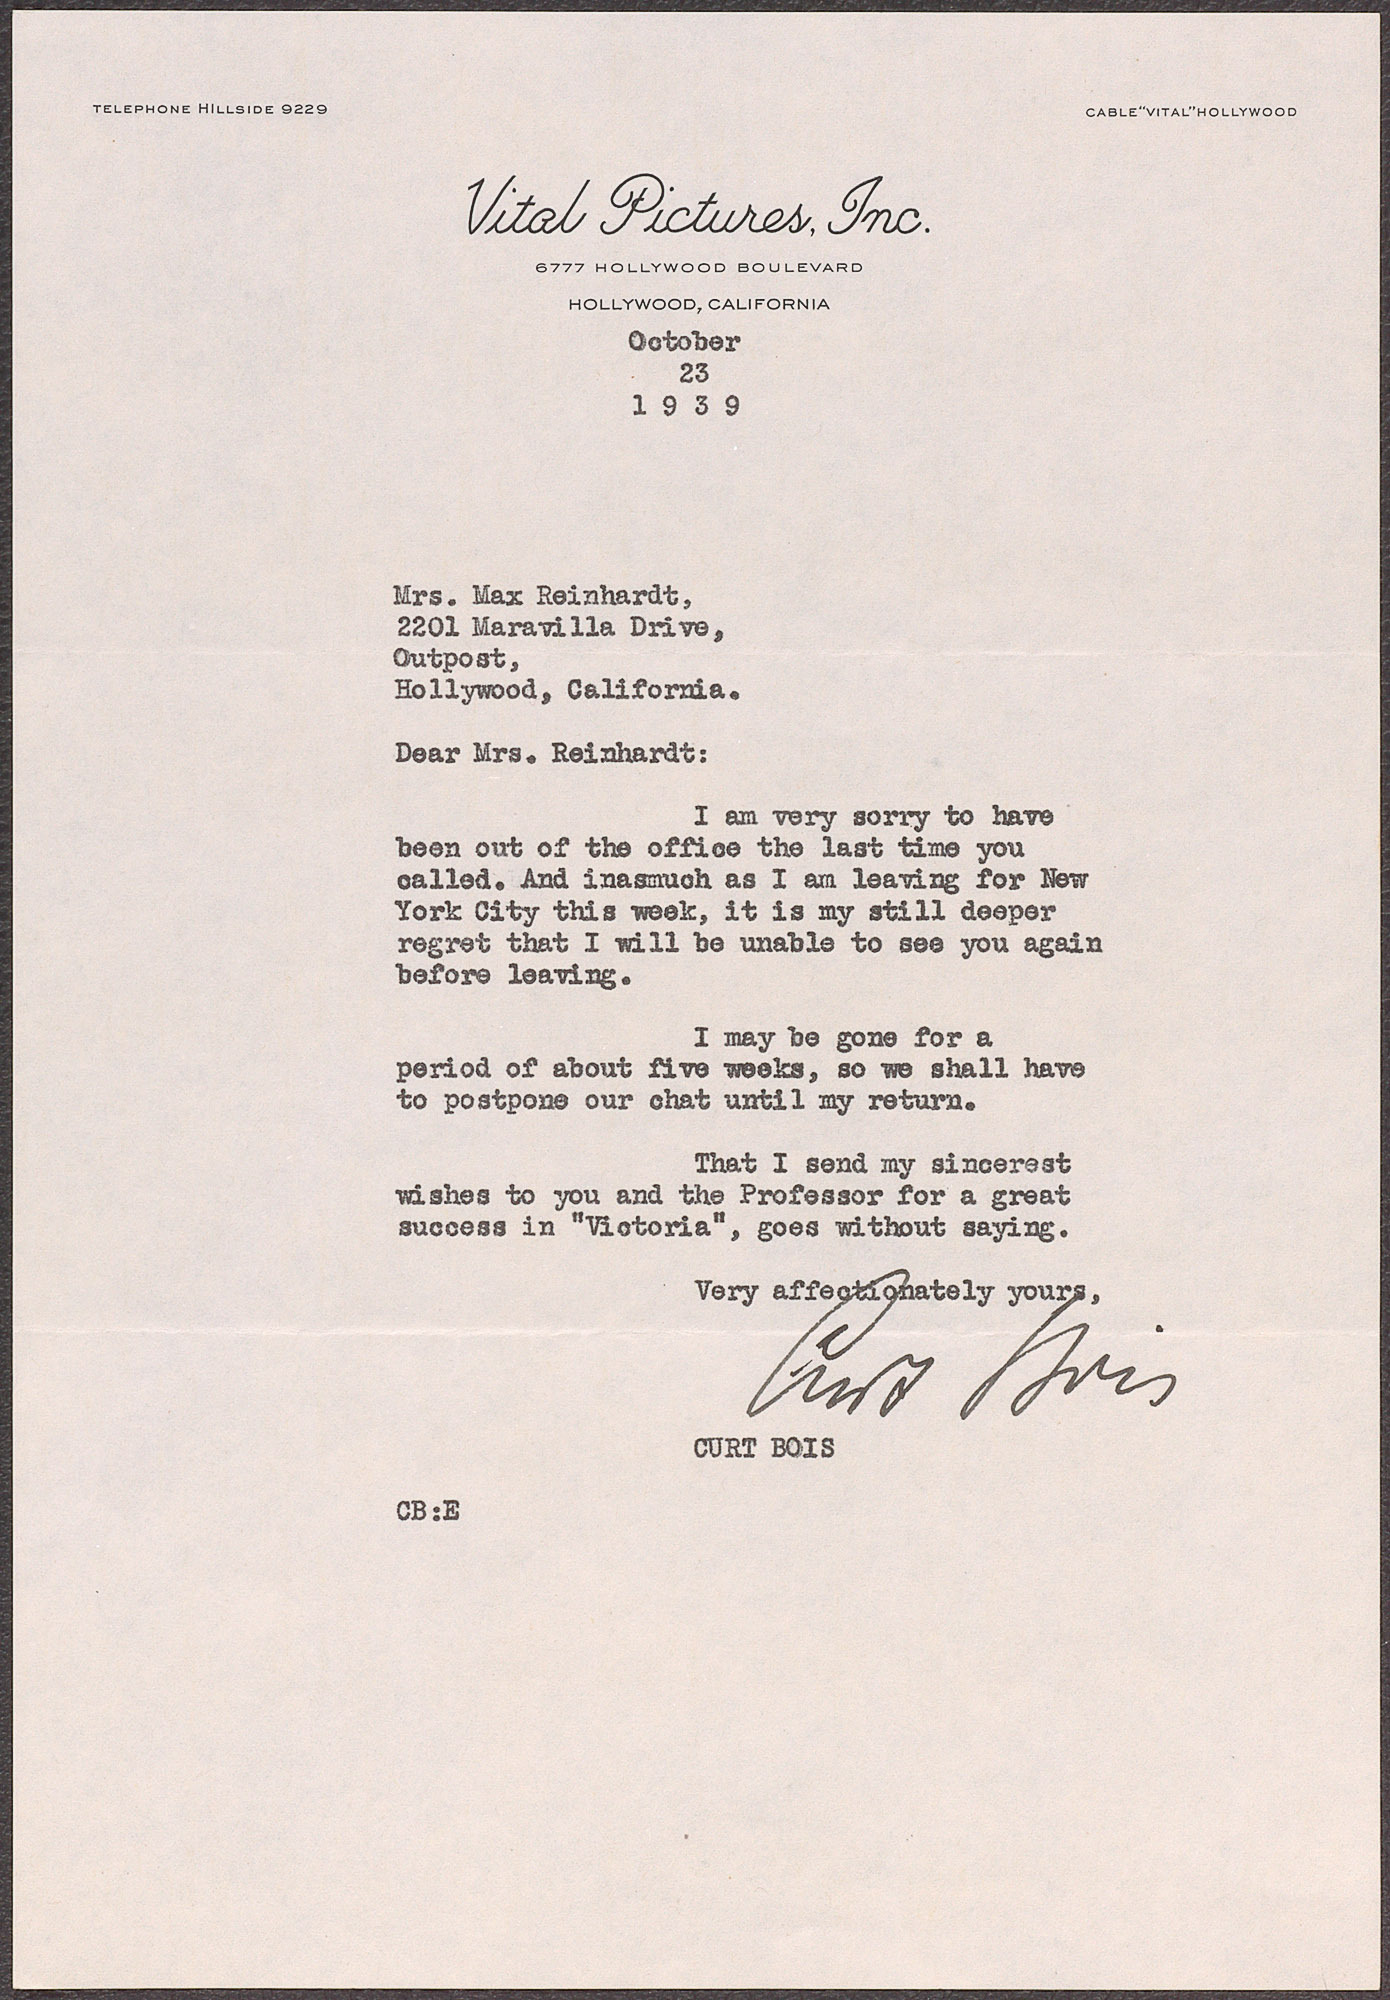 TELEPHONE HILLSIDE 9229
CABLE "VITAL" HOLLYWOOD
Vital Pictures, Inc.
6777 HOLLYWOOD BOULEVARD
HOLLYWOOD, CALIFORNIA
October
23
1 9 3 9
Mrs. Max Reinhardt,
2201 Maravilla Drive,
Outpost,
Hollywood, California.
Dear Mrs. Reinhardt:
I am very sorry to have
been out of the office the last time you
called. And inasmuch as I am leaving for New
York City this week, it is my still deeper
regret that I will be unable to see you again
before leaving.
I may be gone for a
period of about five weeks, so we shall have
to postpone our chat until my return.
That I send my sincerest
wishes to you and the Professor for a great
success in "Victoria", goes without saying.
Very affectionately yours,
Curt Bois
CURT BOIS
CB:E